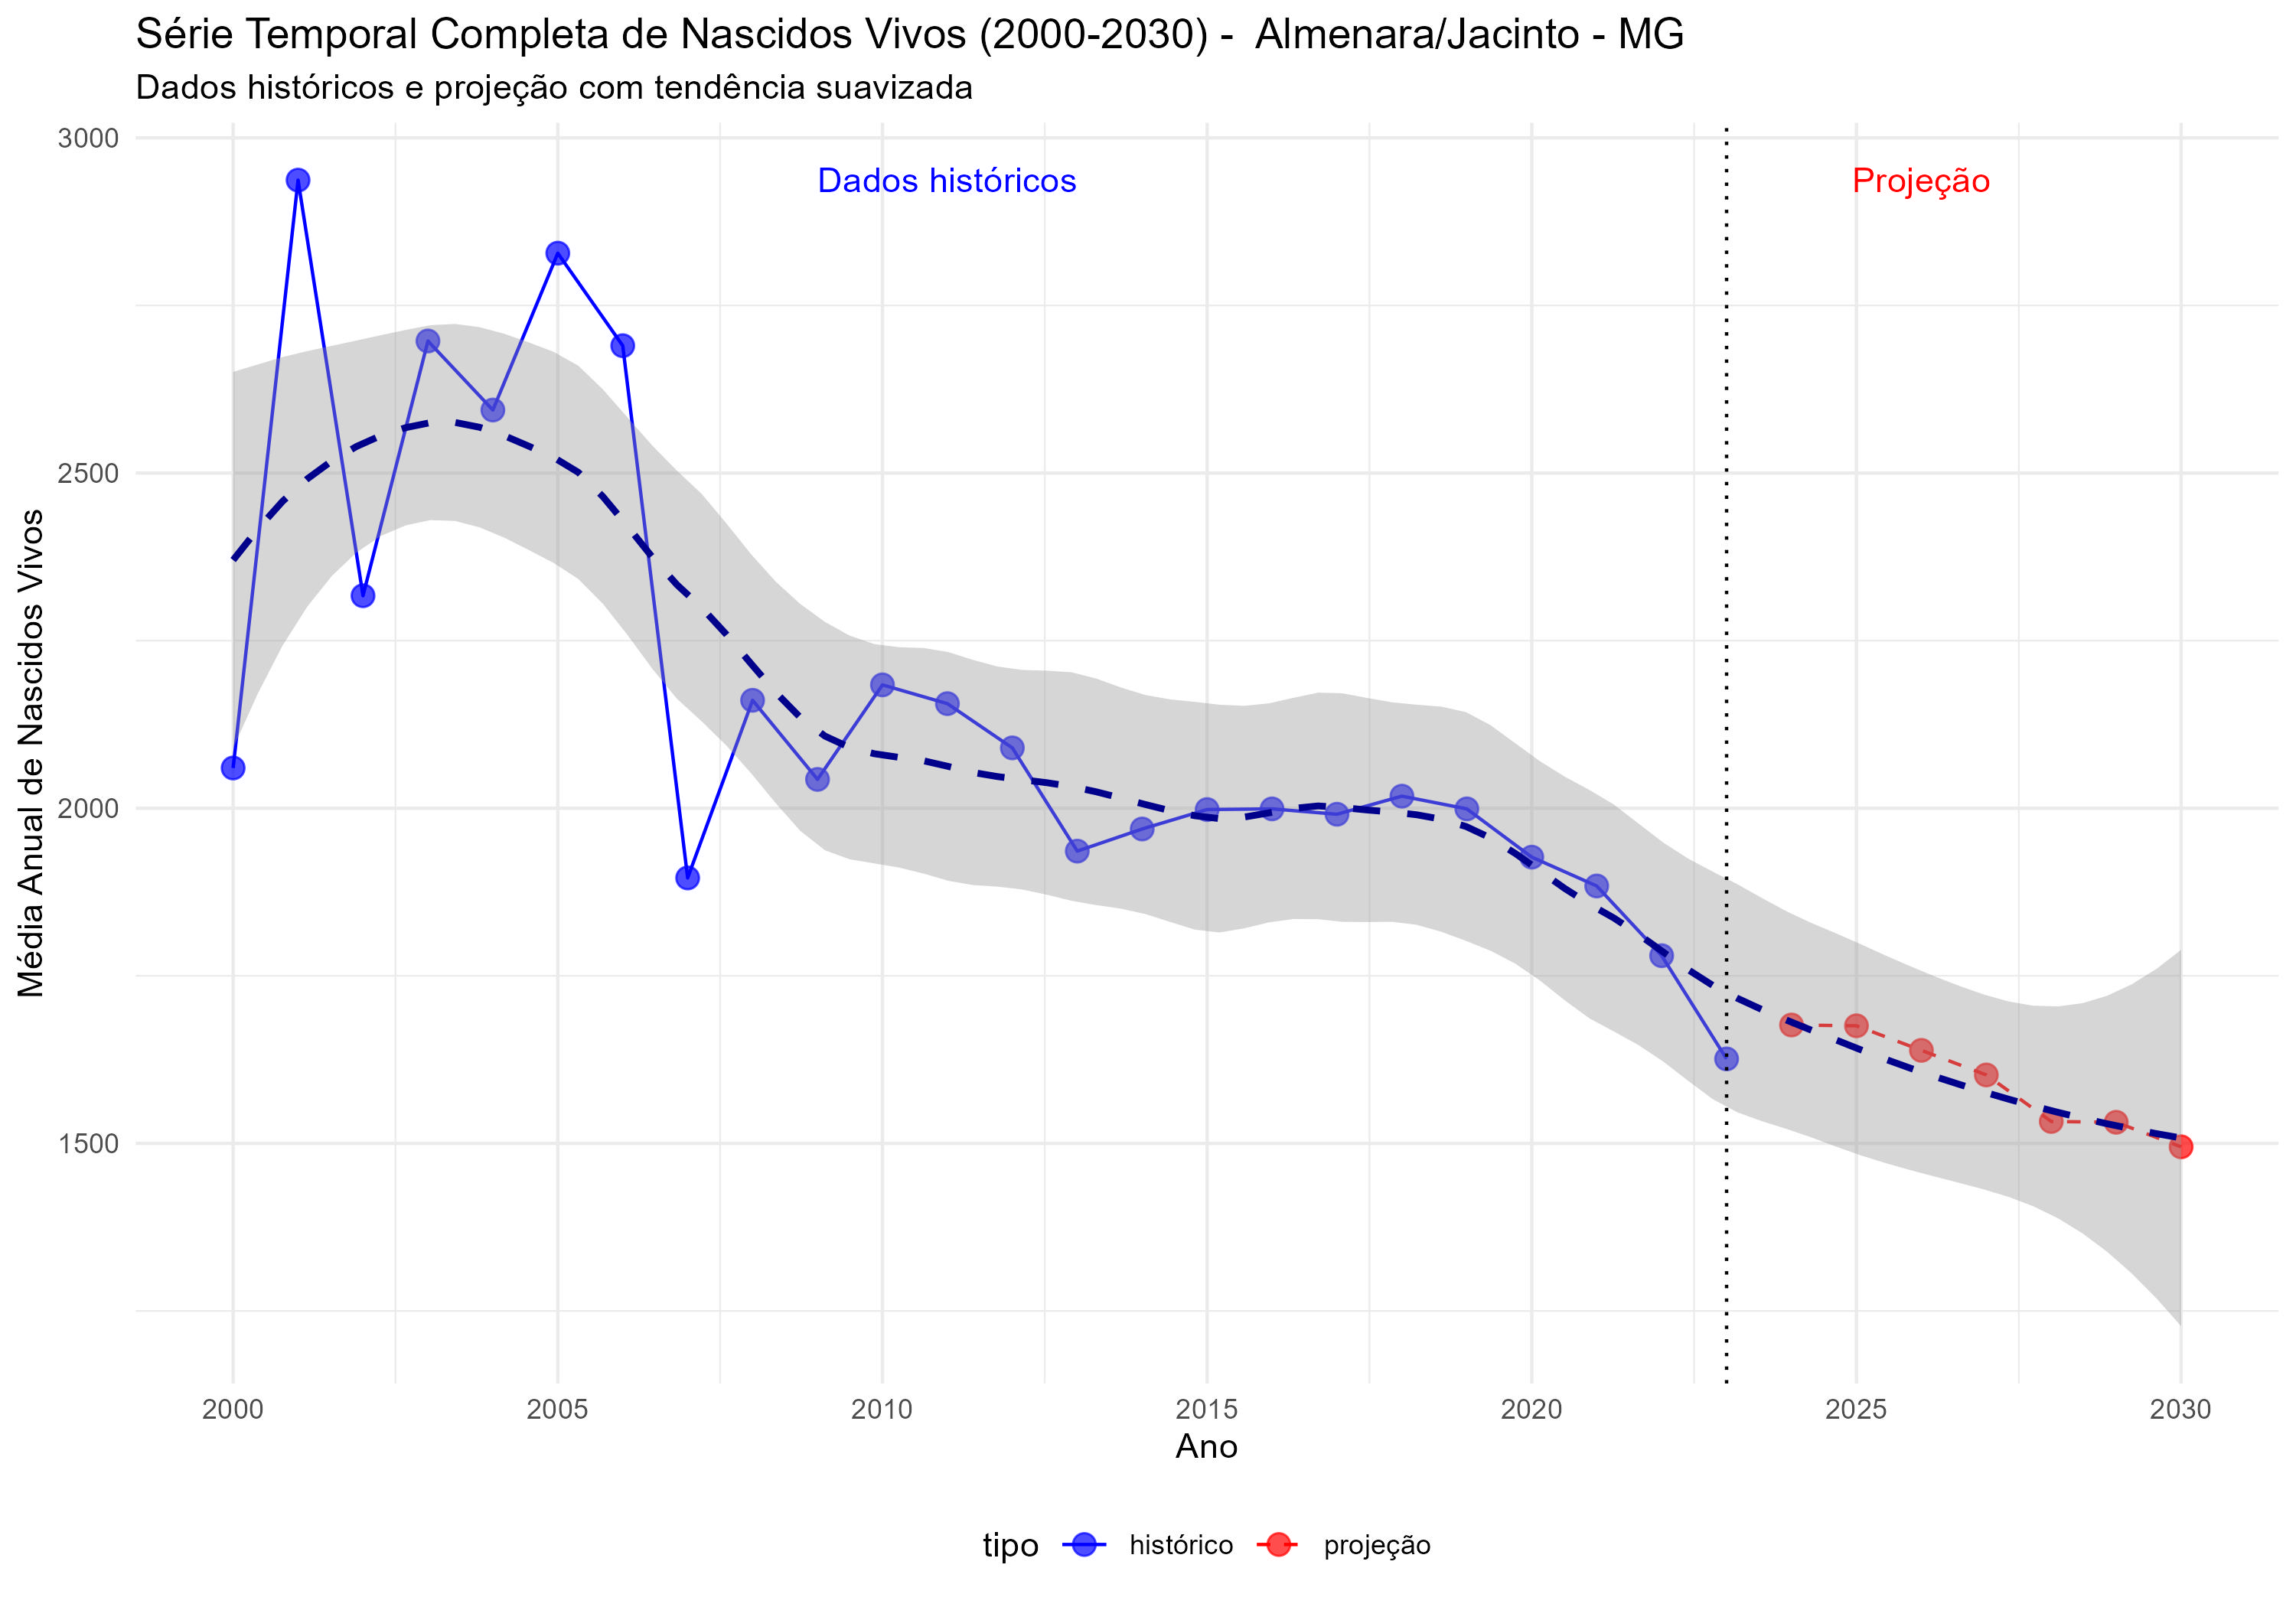 Série Temporal Completa de Nascidos Vivos (2000-2030) -  Almenara/Jacinto - MG
Dados históricos e projeção com tendência suavizada
Média Anual de Nascidos Vivos
3000
2500
2000
1500
Dados históricos
Projeção
2000 2005 2010 2015 2020 2025 2030
Ano
tipo histórico projeção